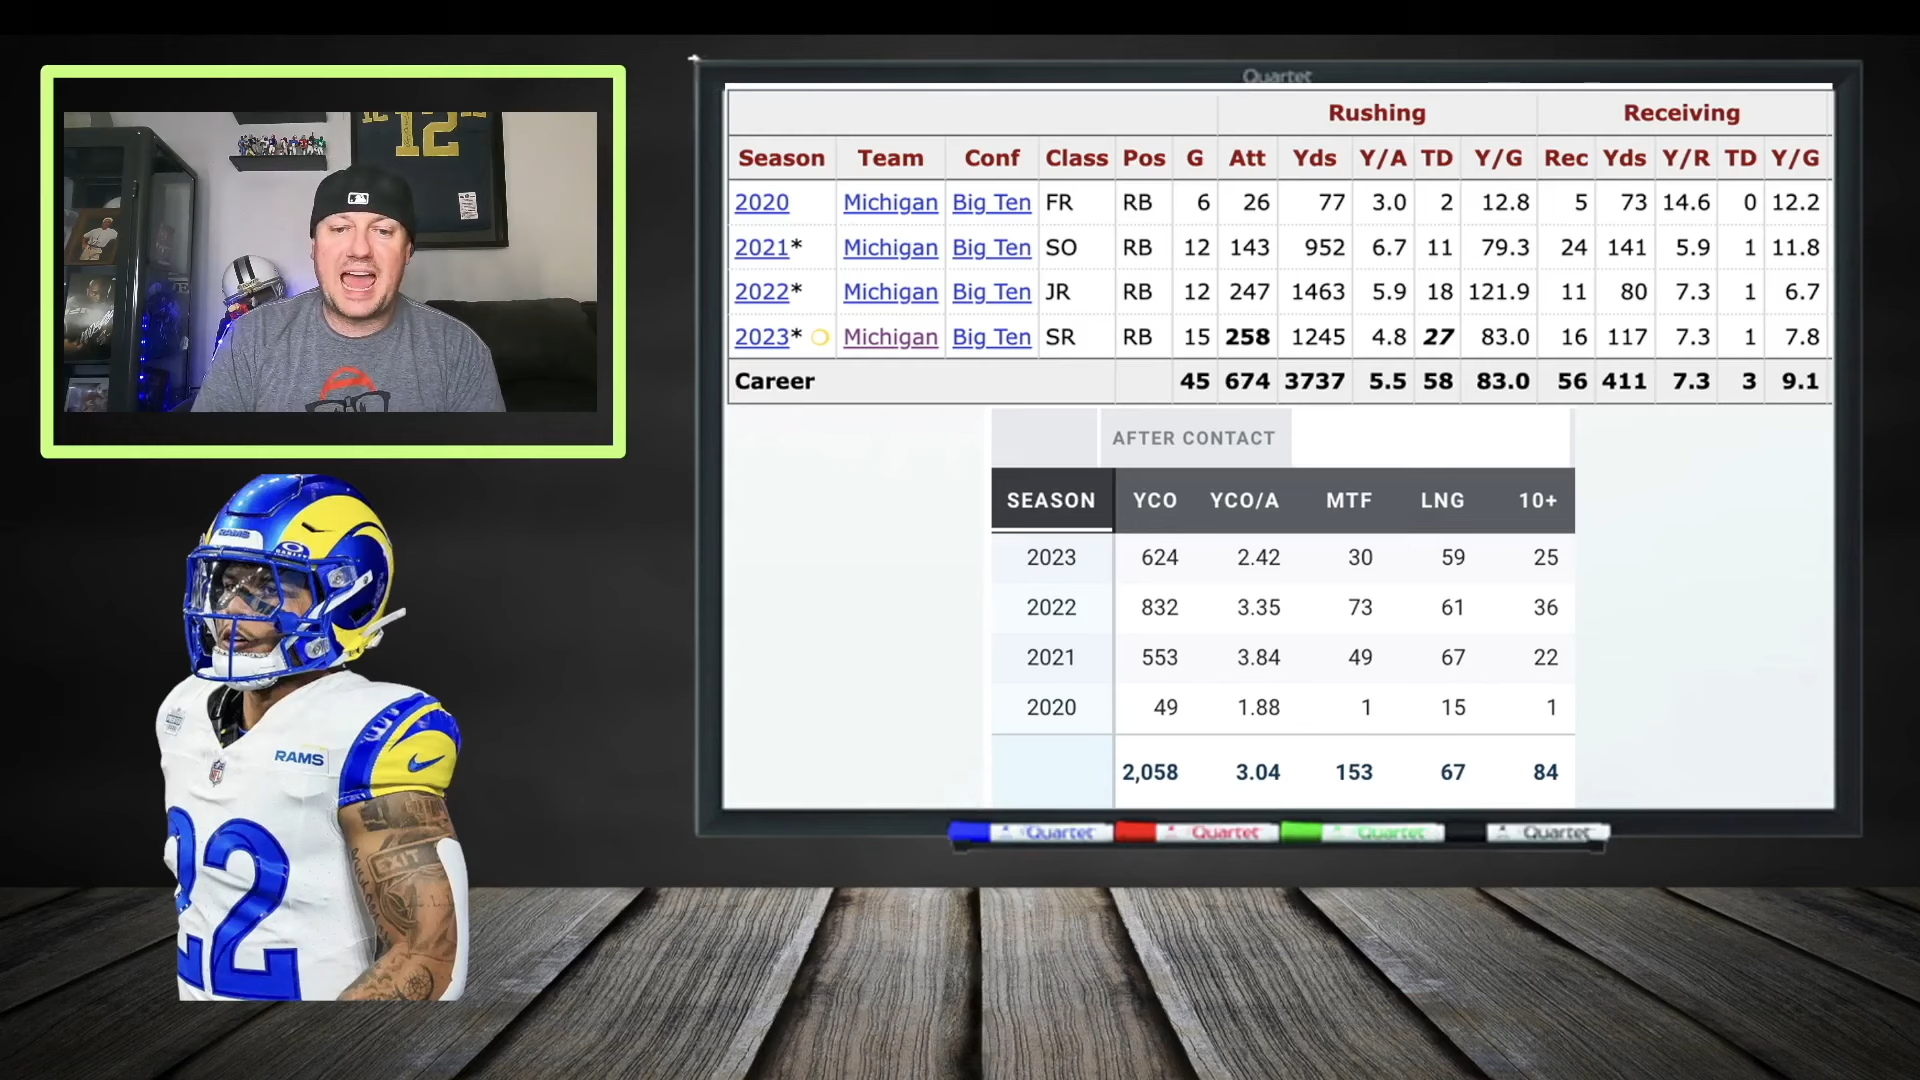 12
Quartet
Rushing Receiving
Season Team Conf Class Pos G Att Yds Y/A TD Y/G Rec Yds Y/R TD Y/G
2020 Michigan Big Ten FR RB 6 26 77 3.0 2 12.8 5 73 14.6 0 12.2
2021* Michigan Big Ten SO RB 12 143 952 6.7 11 79.3 24 141 5.9 1 11.8
2022* Michigan Big Ten JR RB 12 247 1463 5.9 18 121.9 11 80 7.3 1 6.7
2023* Michigan Big Ten SR RB 15 258 1245 4.8 27 83.0 16 117 7.3 1 7.8
Career 45 674 3737 5.5 58 83.0 56 411 7.3 3 9.1
AFTER CONTACT
SEASON YCO YCO/A MTF LNG 10+
2023 624 2.42 30 59 25
2022 832 3.35 73 61 36
2021 553 3.84 49 67 22
2020 49 1.88 1 15 1
2,058 3.04 153 67 84
Quartet Quartet Quartet Quartet
RAMS
RAMS
NFL
22
EXIT